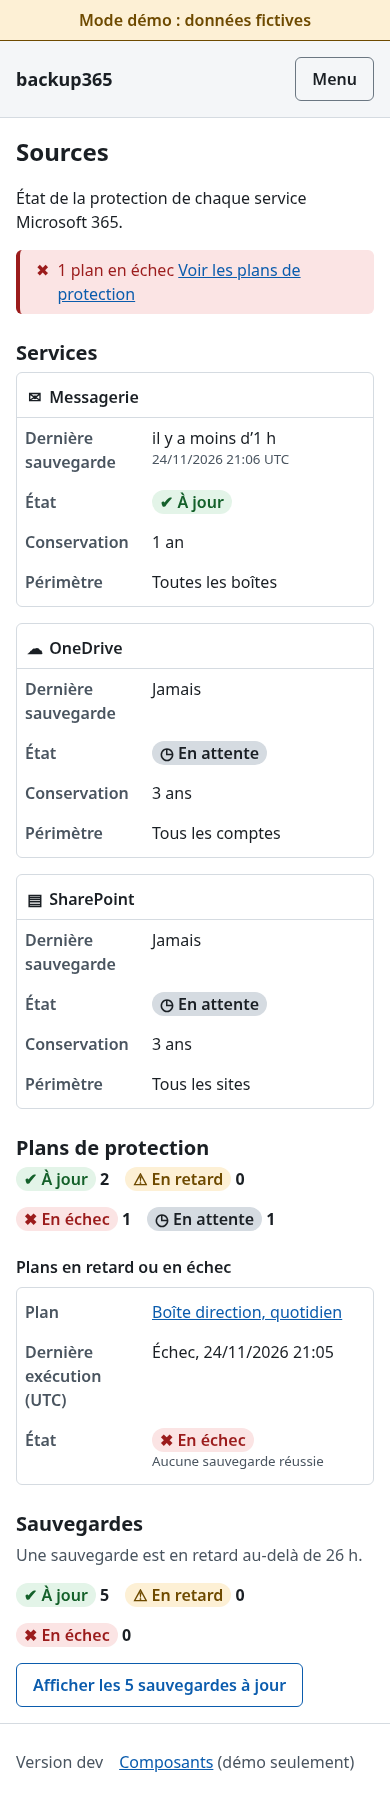 Mode démo : données fictives
backup365
Menu
Sources
État de la protection de chaque service
Microsoft 365.
✖ 1 plan en échec Voir les plans de
protection
Services
✉ Messagerie
Dernière
sauvegarde
il y a moins d’1 h
24/11/2026 21:06 UTC
État
✔ À jour
Conservation
1 an
Périmètre
Toutes les boîtes
☁ OneDrive
Dernière
sauvegarde
Jamais
État
◷ En attente
Conservation
3 ans
Périmètre
Tous les comptes
▤ SharePoint
Dernière
sauvegarde
Jamais
État
◷ En attente
Conservation
3 ans
Périmètre
Tous les sites
Plans de protection
✔ À jour 2 ⚠ En retard 0
✖ En échec 1 ◷ En attente 1
Plans en retard ou en échec
Plan
Boîte direction, quotidien
Dernière
exécution
(UTC)
Échec, 24/11/2026 21:05
État
✖ En échec
Aucune sauvegarde réussie
Sauvegardes
Une sauvegarde est en retard au-delà de 26 h.
✔ À jour 5 ⚠ En retard 0
✖ En échec 0
Afficher les 5 sauvegardes à jour
Version dev Composants (démo seulement)